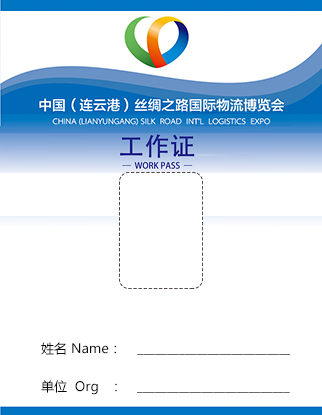 中国（连云港）丝绸之路国际物流博览会
CHINA (LIANYUNGANG) SILK ROAD INT'L LOGISTICS EXPO
工作证
— WORK PASS —
姓名 Name： ____________________
单位 Org ： ____________________